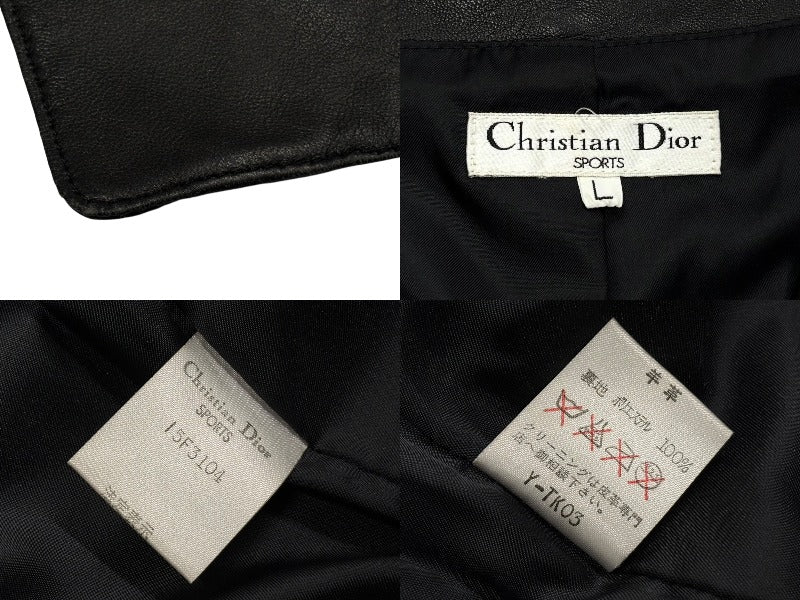 Christian Dior
SPORTS
L
Christian Dior
SPORTS
15F3104
羊革
裏地 ポリエステル 100%
クリーニングは皮革専門
店へ御相談下さい。
Y-TK03